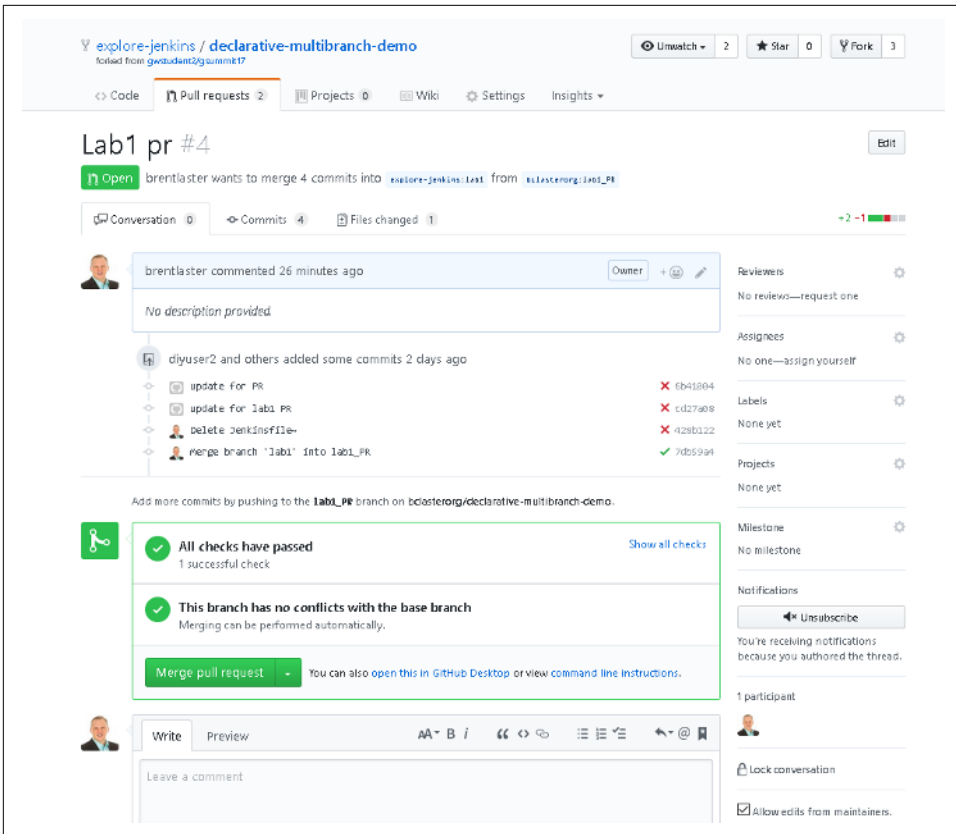 explore-jenkins / declarative-multibranch-demo
Unwatch 2 Star 0 Fork 3
forked from gwstudent2/gsummit17
Code Pull requests 2 Projects 0 Wiki Settings Insights
Lab1 pr #4
Edit
Open brentlaster wants to merge 4 commits into explore-jenkins:lab1 from bclasterorg:lab1_PR
Conversation 0 Commits 4 Files changed 1
+2 −1
brentlaster commented 26 minutes ago Owner
No description provided.
diyuser2 and others added some commits 2 days ago
update for PR 6b41804
update for lab1 PR cd27a08
Delete Jenkinsfile~ 428b122
Merge branch 'lab1' into lab1_PR 7db59a4
Add more commits by pushing to the lab1_PR branch on bclasterorg/declarative-multibranch-demo.
All checks have passed
Show all checks
1 successful check
This branch has no conflicts with the base branch
Merging can be performed automatically.
Merge pull request You can also open this in GitHub Desktop or view command line instructions.
Write Preview AA B i
Leave a comment
Reviewers
No reviews—request one
Assignees
No one—assign yourself
Labels
None yet
Projects
None yet
Milestone
No milestone
Notifications
Unsubscribe
You're receiving notifications
because you authored the thread.
1 participant
Lock conversation
Allow edits from maintainers.